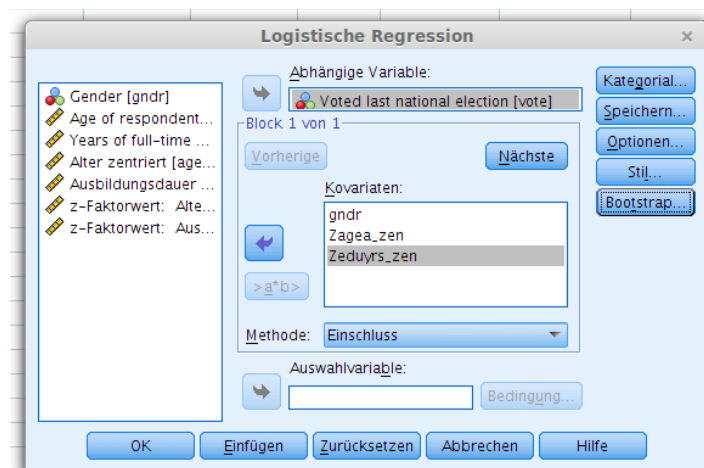 Logistische Regression
Gender [gndr]
Age of respondent...
Years of full-time ...
Alter zentriert [age...
Ausbildungsdauer ...
z-Faktorwert: Alte...
z-Faktorwert: Aus...
Abhängige Variable:
Voted last national election [vote]
Block 1 von 1
Vorherige
Nächste
Kovariaten:
gndr
Zagea_zen
Zeduyrs_zen
>a*b>
Methode: Einschluss
Auswahlvariable:
Bedingung...
Kategorial...
Speichern...
Optionen...
Stil...
Bootstrap...
OK
Einfügen
Zurücksetzen
Abbrechen
Hilfe